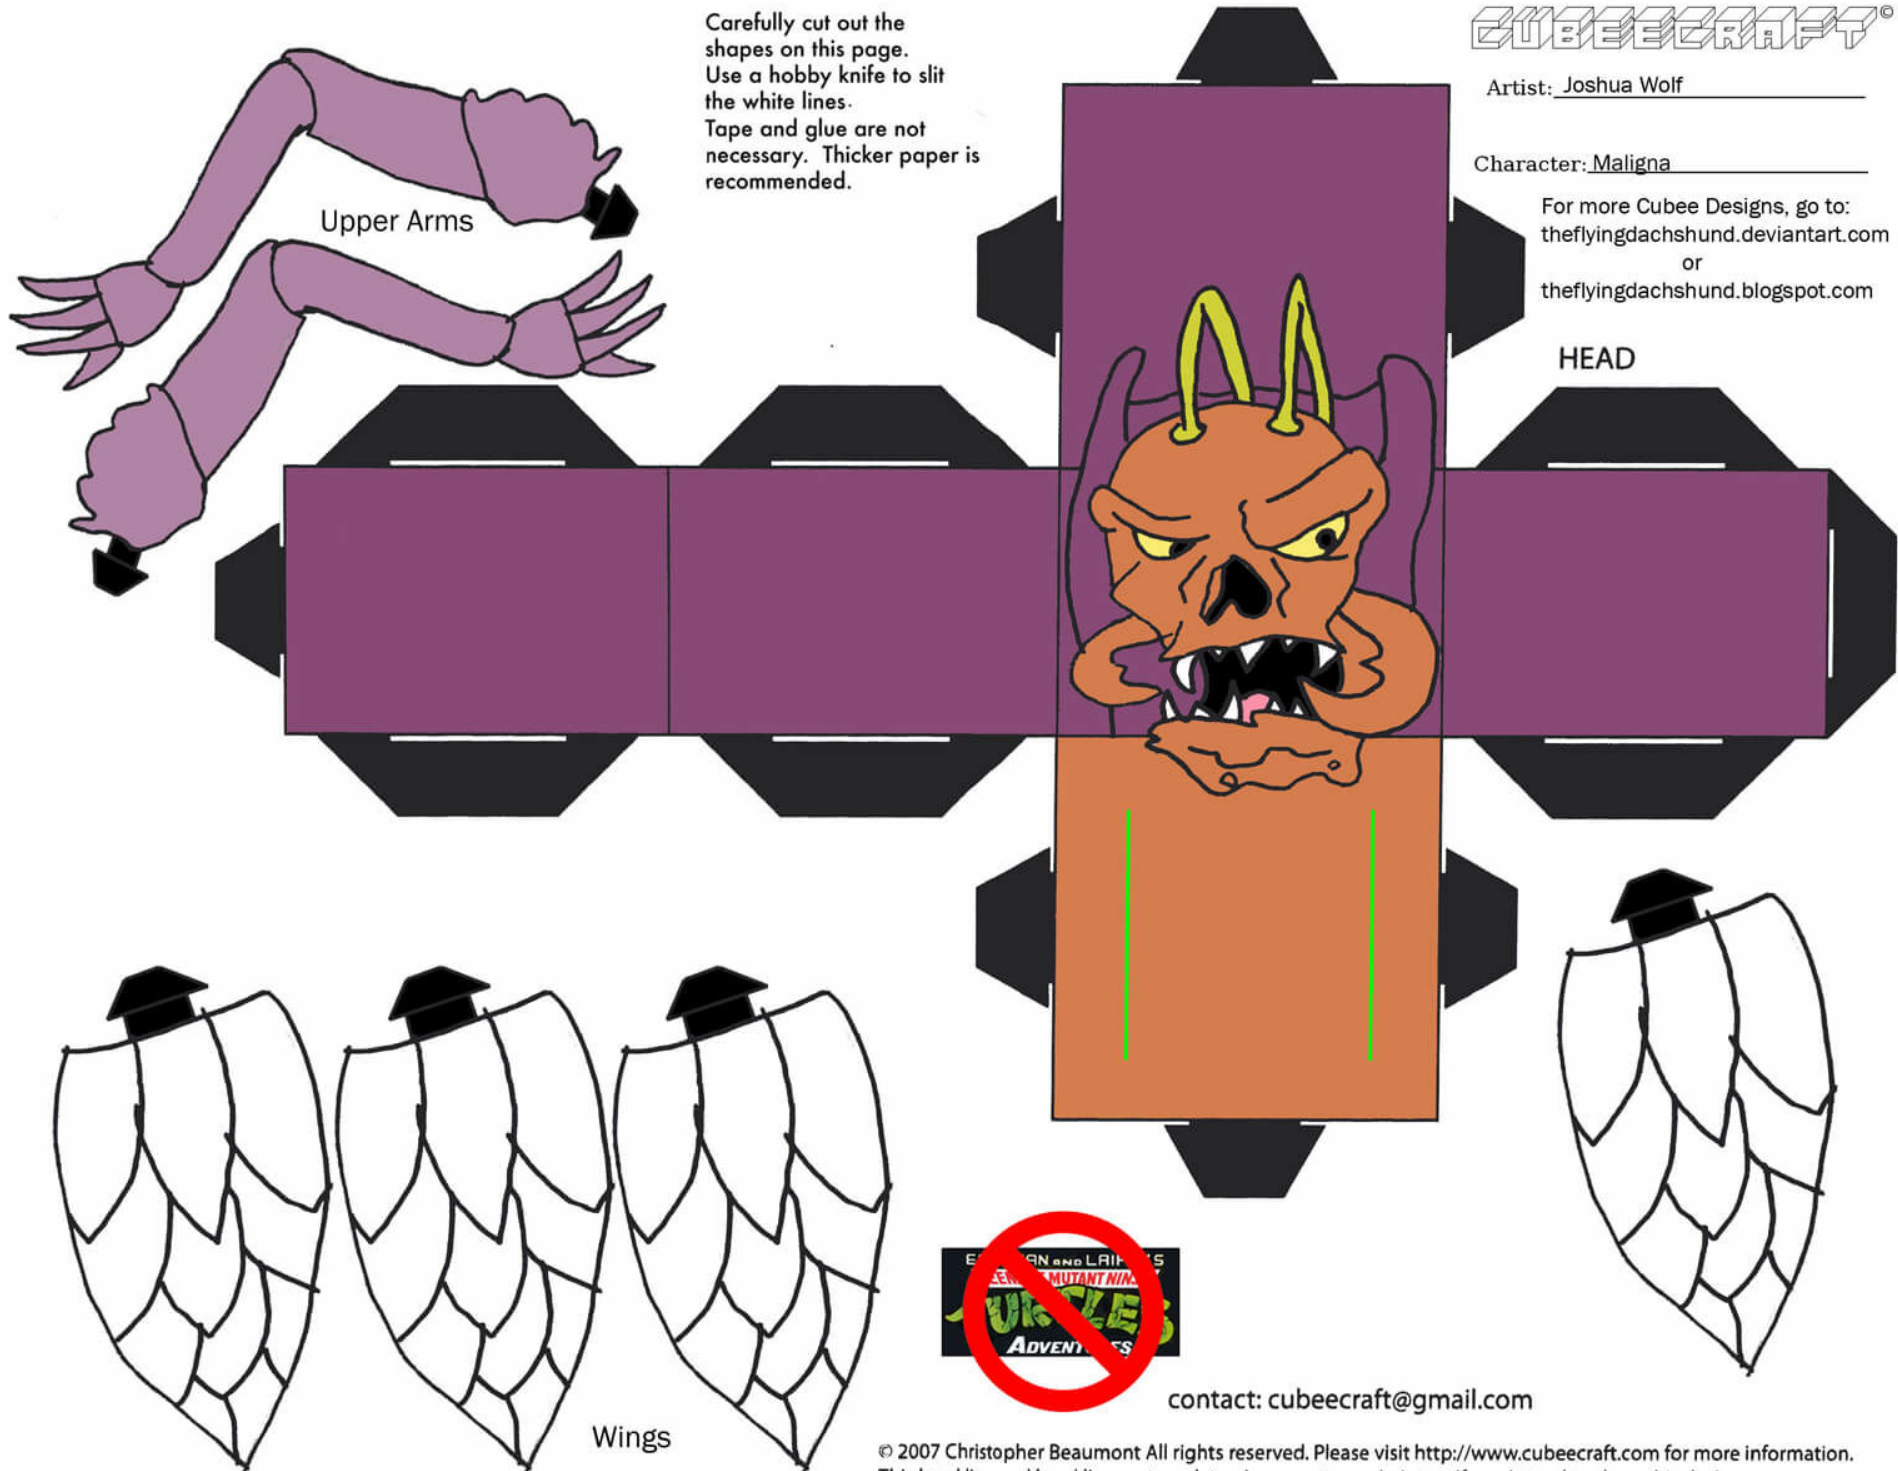 Carefully cut out the
shapes on this page.
Use a hobby knife to slit
the white lines.
Tape and glue are not
necessary. Thicker paper is
recommended.
CUBEECRAFT ©
Artist: Joshua Wolf
Character: Maligna
For more Cubee Designs, go to:
theflyingdachshund.deviantart.com
or
theflyingdachshund.blogspot.com
HEAD
Upper Arms
AND
MUTANT
ADVENT
Wings
contact: cubeecraft@gmail.com
© 2007 Christopher Beaumont All rights reserved. Please visit http://www.cubeecraft.com for more information.